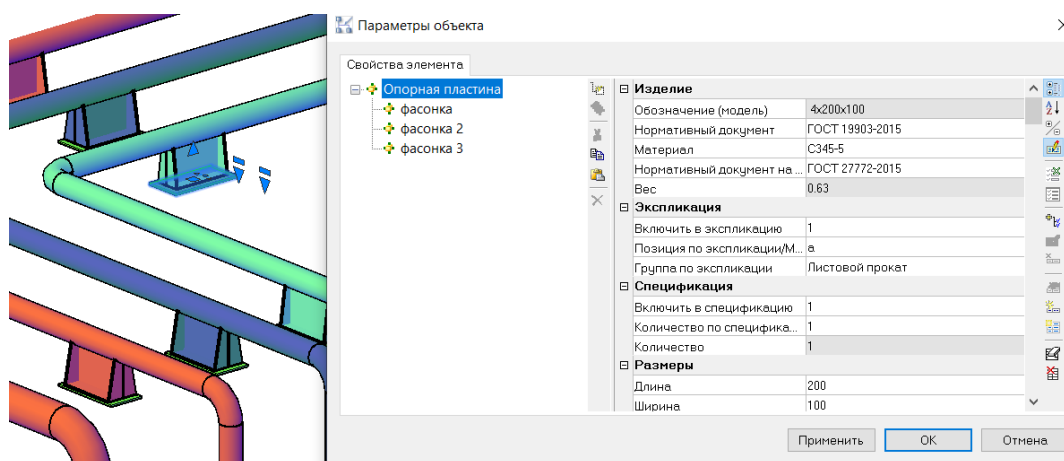 Параметры объекта
Свойства элемента
Опорная пластина
фасонка
фасонка 2
фасонка 3
Изделие
Обозначение (модель) 4x200x100
Нормативный документ ГОСТ 19903-2015
Материал С345-5
Нормативный документ на ... ГОСТ 27772-2015
Вес 0.63
Экспликация
Включить в экспликацию 1
Позиция по экспликации/М... а
Группа по экспликации Листовой прокат
Спецификация
Включить в спецификацию 1
Количество по специфика... 1
Количество 1
Размеры
Длина 200
Ширина 100
Применить ОК Отмена